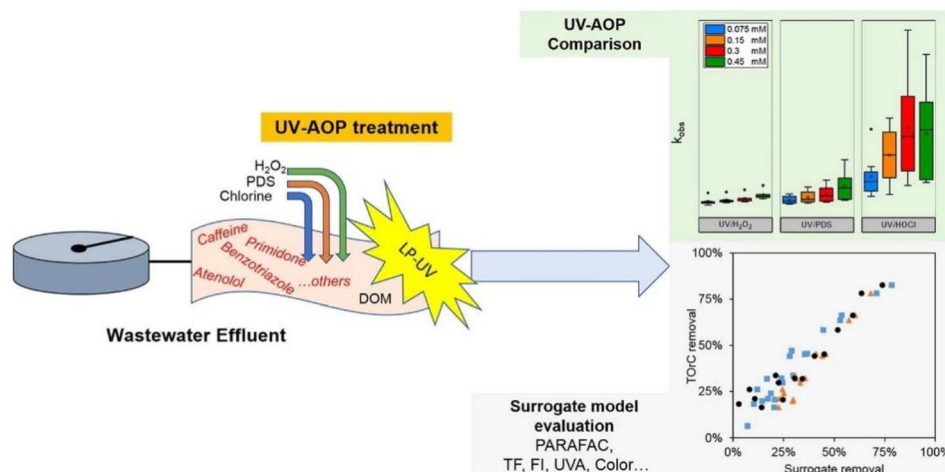 UV-AOP
Comparison
0.075 mM
0.15 mM
0.3 mM
0.45 mM
k_obs
UV/H₂O₂
UV/PDS
UV/HOCl
UV-AOP treatment
H₂O₂
PDS
Chlorine
Caffeine
Primidone
Benzotriazole
Atenolol
...others
DOM
LP-UV
Wastewater Effluent
Surrogate model
evaluation
PARAFAC,
TF, FI, UVA, Color...
100%
75%
50%
25%
0%
TOrC removal
0% 25% 50% 75% 100%
Surrogate removal